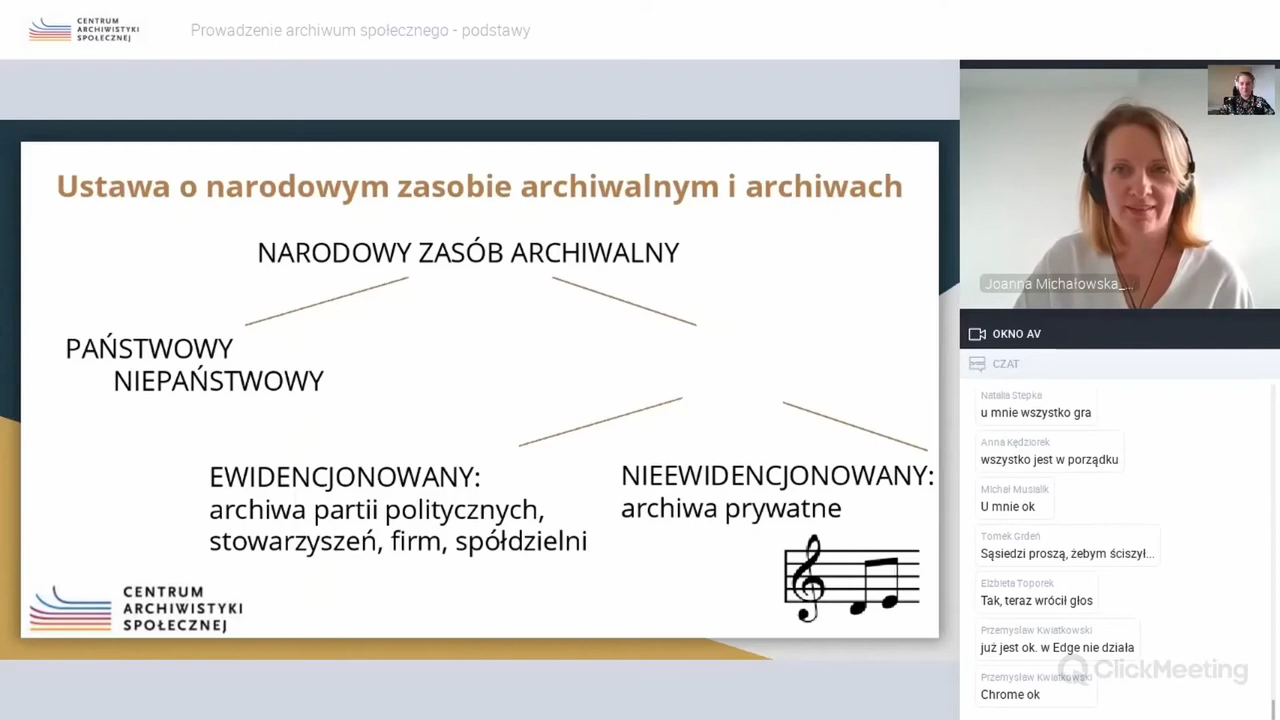 CENTRUM
ARCHIWISTYKI
SPOŁECZNEJ
Prowadzenie archiwum społecznego - podstawy
Ustawa o narodowym zasobie archiwalnym i archiwach
NARODOWY ZASÓB ARCHIWALNY
PAŃSTWOWY
NIEPAŃSTWOWY
EWIDENCJONOWANY:
archiwa partii politycznych,
stowarzyszeń, firm, spółdzielni
NIEEWIDENCJONOWANY:
archiwa prywatne
CENTRUM
ARCHIWISTYKI
SPOŁECZNEJ
Joanna Michałowska_...
OKNO AV
CZAT
Natalia Stepka
u mnie wszystko gra
Anna Kędziorek
wszystko jest w porządku
Michał Musialik
U mnie ok
Tomek Grdeń
Sąsiedzi proszą, żebym ściszył...
Elżbieta Toporek
Tak, teraz wrócił głos
Przemysław Kwiatkowski
już jest ok. w Edge nie działa
Przemysław Kwiatkowski
Chrome ok
ClickMeeting